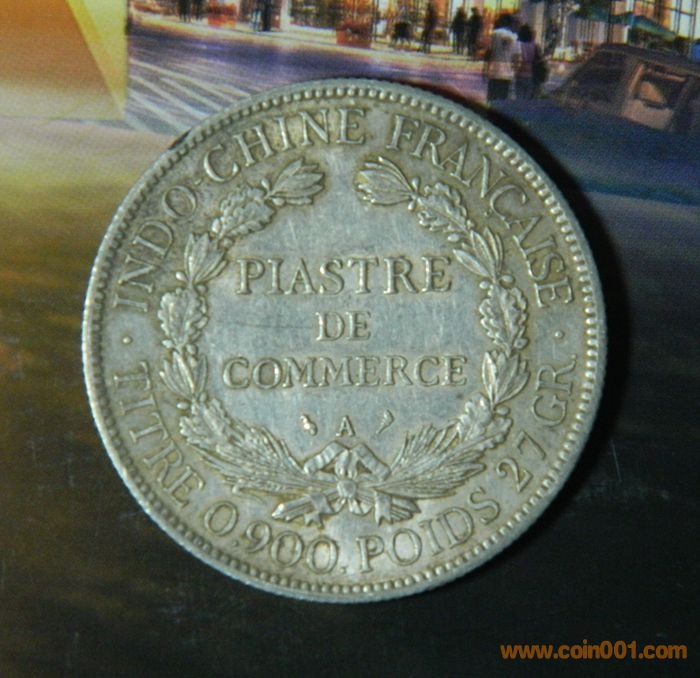 INDO-CHINE FRANÇAISE
PIASTRE
DE
COMMERCE
A
· TITRE 0,900. POIDS 27 GR ·
www.coin001.com